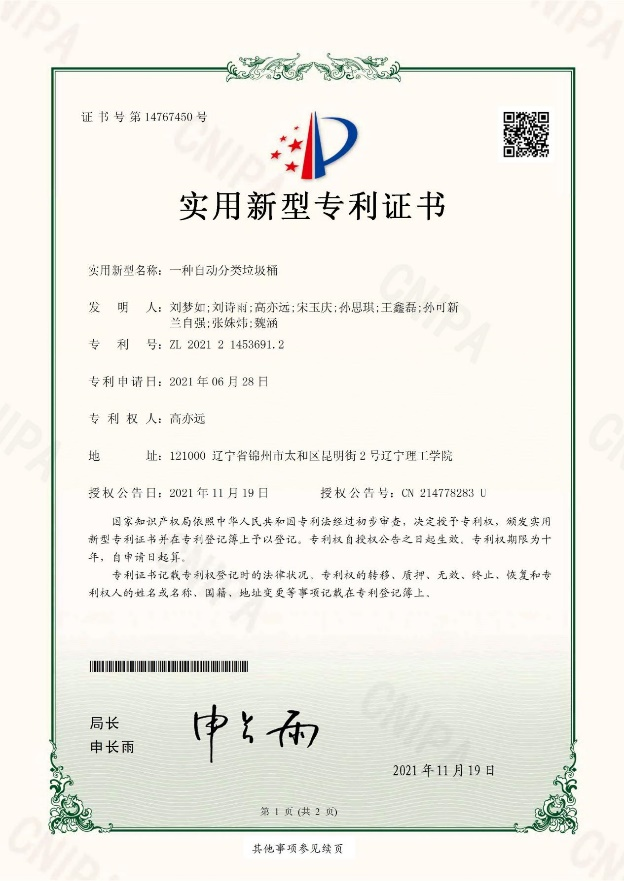 证书号第14767450号
实用新型专利证书
实用新型名称：一种自动分类垃圾桶
发明人：刘梦如;刘诗雨;高亦远;宋玉庆;孙思琪;王鑫磊;孙可新
兰自强;张姝炜;魏涵
专利号：ZL 2021 2 1453691.2
专利申请日：2021年06月28日
专利权人：高亦远
地址：121000 辽宁省锦州市太和区昆明街2号辽宁理工学院
授权公告日：2021年11月19日 授权公告号：CN 214778283 U
国家知识产权局依照中华人民共和国专利法经过初步审查，决定授予专利权，颁发实用
新型专利证书并在专利登记簿上予以登记。专利权自授权公告之日起生效。专利权期限为十
年，自申请日起算。
专利证书记载专利权登记时的法律状况。专利权的转移、质押、无效、终止、恢复和专
利权人的姓名或名称、国籍、地址变更等事项记载在专利登记簿上。
局长
申长雨
申长雨
2021年11月19日
第 1 页 (共 2 页)
其他事项参见续页
CNIPA